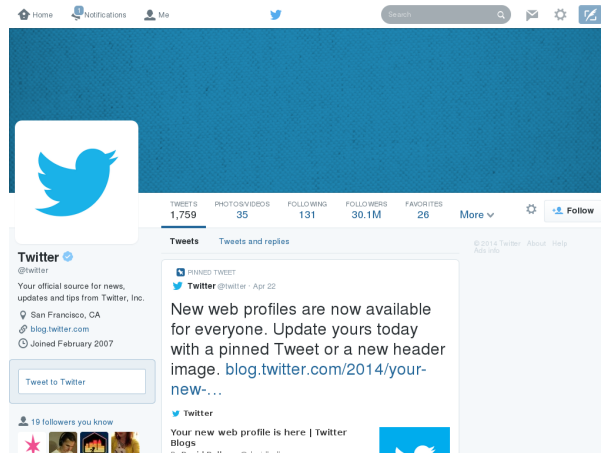 Home
1
Notifications
Me
Search
TWEETS
1,759
PHOTOS/VIDEOS
35
FOLLOWING
131
FOLLOWERS
30.1M
FAVORITES
26
More
Follow
Twitter
@twitter
Your official source for news,
updates and tips from Twitter, Inc.
San Francisco, CA
blog.twitter.com
Joined February 2007
Tweet to Twitter
19 followers you know
Tweets
Tweets and replies
PINNED TWEET
Twitter @twitter · Apr 22
New web profiles are now available
for everyone. Update yours today
with a pinned Tweet or a new header
image. blog.twitter.com/2014/your-
new-…
Twitter
Your new web profile is here | Twitter
Blogs
© 2014 Twitter About Help
Ads info